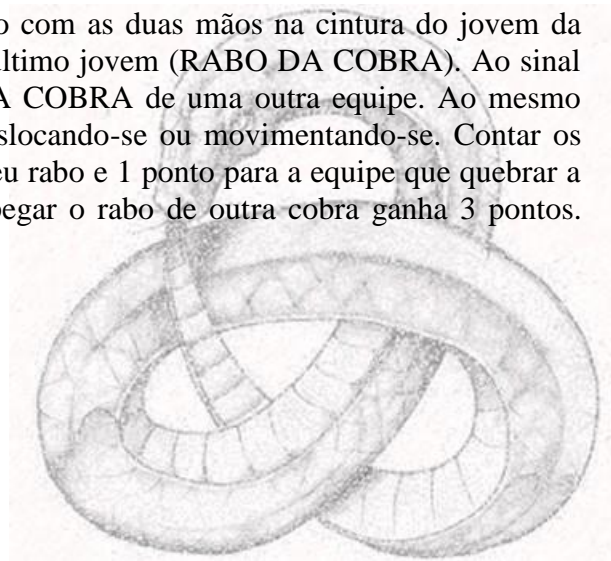 o com as duas mãos na cintura do jovem da
último jovem (RABO DA COBRA). Ao sinal
A COBRA de uma outra equipe. Ao mesmo
slocando-se ou movimentando-se. Contar os
eu rabo e 1 ponto para a equipe que quebrar a
pegar o rabo de outra cobra ganha 3 pontos.